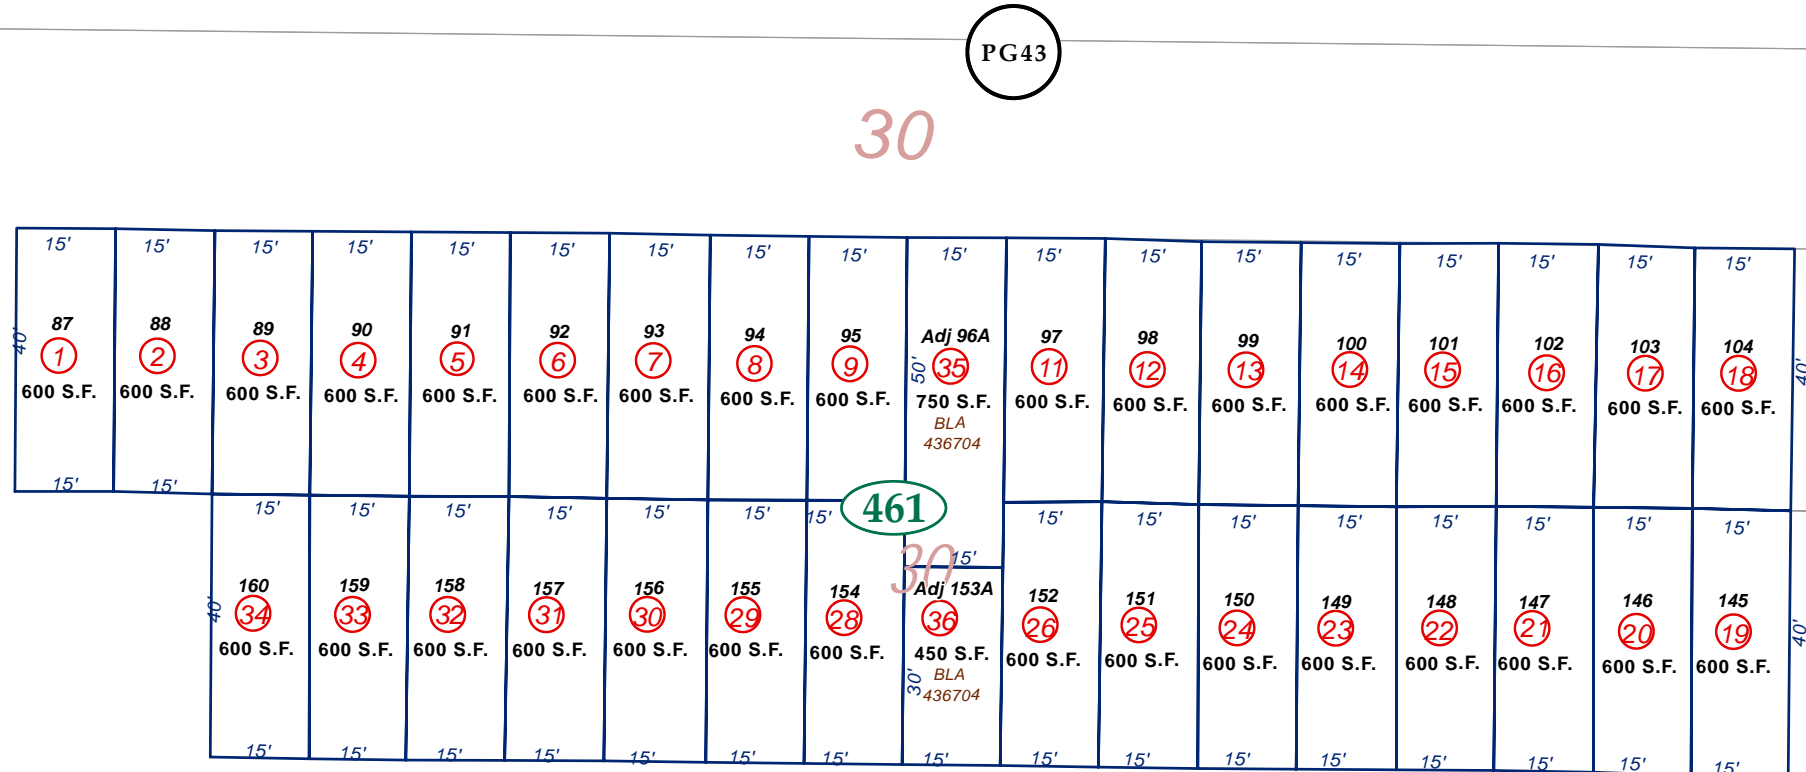 PG43
30
15' 15' 15' 15' 15' 15' 15' 15' 15' 15' 15' 15' 15' 15' 15' 15' 15' 15'
87 88 89 90 91 92 93 94 95 Adj 96A 97 98 99 100 101 102 103 104
40' 1 2 3 4 5 6 7 8 9 50' 35 11 12 13 14 15 16 17 18 40'
600 S.F. 600 S.F. 600 S.F. 600 S.F. 600 S.F. 600 S.F. 600 S.F. 600 S.F. 600 S.F. 750 S.F. 600 S.F. 600 S.F. 600 S.F. 600 S.F. 600 S.F. 600 S.F. 600 S.F. 600 S.F.
BLA
436704
15' 15'
15' 15' 15' 15' 15' 15' 15' 461 15' 15' 15' 15' 15' 15' 15' 15'
30 15'
160 159 158 157 156 155 154 Adj 153A 152 151 150 149 148 147 146 145
40' 34 33 32 31 30 29 28 36 26 25 24 23 22 21 20 19 40'
600 S.F. 600 S.F. 600 S.F. 600 S.F. 600 S.F. 600 S.F. 600 S.F. 450 S.F. 600 S.F. 600 S.F. 600 S.F. 600 S.F. 600 S.F. 600 S.F. 600 S.F. 600 S.F.
30' BLA
436704
15' 15' 15' 15' 15' 15' 15' 15' 15' 15' 15' 15' 15' 15' 15' 15'